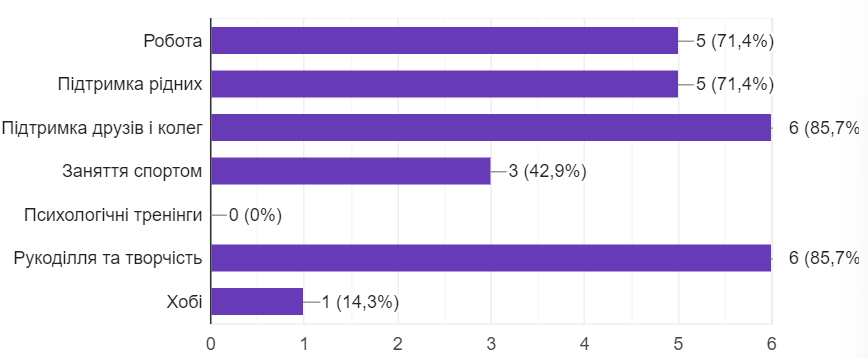 Робота 5 (71,4%)
Підтримка рідних 5 (71,4%)
Підтримка друзів і колег 6 (85,7%
Заняття спортом 3 (42,9%)
Психологічні тренінги 0 (0%)
Рукоділля та творчість 6 (85,7%
Хобі 1 (14,3%)
0 1 2 3 4 5 6